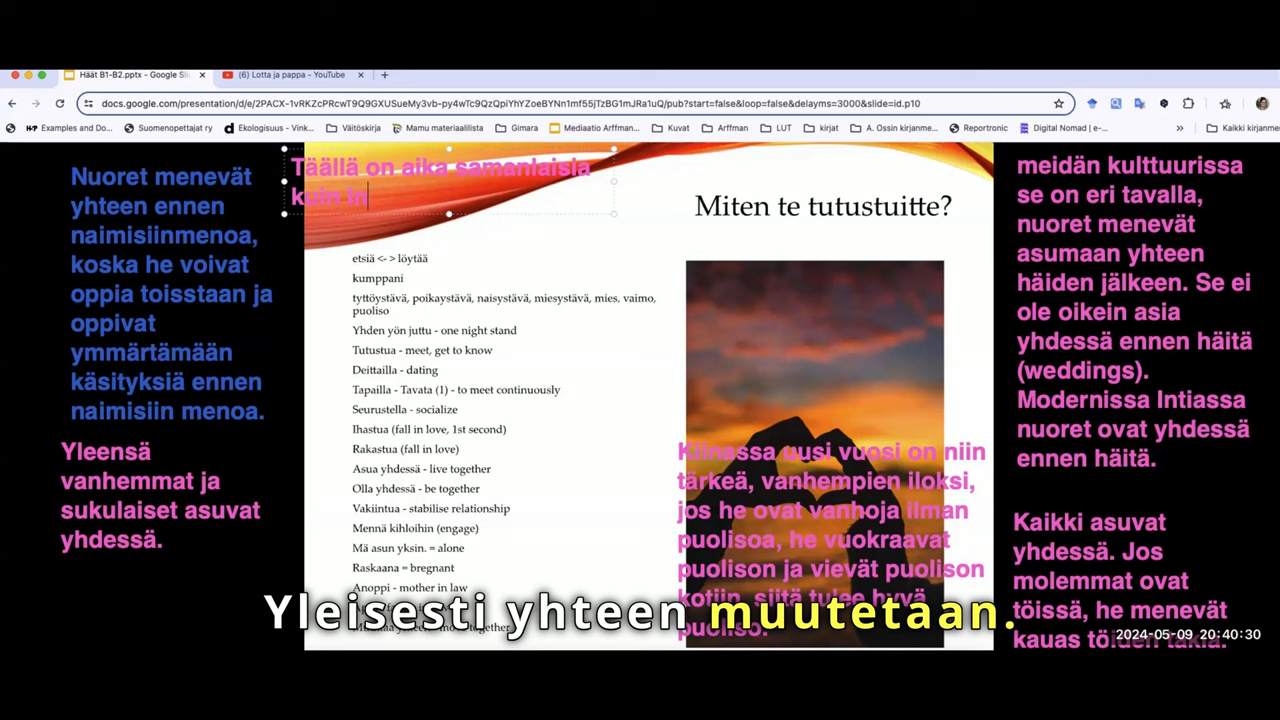 Häät B1-B2.pptx - Google Sli
(6) Lotta ja pappa - YouTube
docs.google.com/presentation/d/e/2PACX-1vRKZcPRcwT9Q9GXUSueMy3vb-py4wTc9QzQpiYhYZoeBYNn1mf55jTzBG1mJRa1uQ/pub?start=false&loop=false&delayms=3000&slide=id.p10
Examples and Do...
Suomenopettajat ry
Ekologisuus - Vink...
Väitöskirja
Mamu materiaalilista
Gimara
Mediaatio Arffman...
Kuvat
Arffman
LUT
kirjat
A. Ossin kirjanme...
Reportronic
Digital Nomad | e-...
Kaikki kirjanmer
Nuoret menevät
yhteen ennen
naimisiinmenoa,
koska he voivat
oppia toisstaan ja
oppivat
ymmärtämään
käsityksiä ennen
naimisiin menoa.
Yleensä
vanhemmat ja
sukulaiset asuvat
yhdessä.
Täällä on aika samanlaisia
kuin In
Miten te tutustuitte?
etsiä <- > löytää
kumppani
tyttöystävä, poikaystävä, naisystävä, miesystävä, mies, vaimo,
puoliso
Yhden yön juttu - one night stand
Tutustua - meet, get to know
Deittailla - dating
Tapailla - Tavata (1) - to meet continuously
Seurustella - socialize
Ihastua (fall in love, 1st second)
Rakastua (fall in love)
Asua yhdessä - live together
Olla yhdessä - be together
Vakiintua - stabilise relationship
Mennä kihloihin (engage)
Mä asun yksin. = alone
Raskaana = bregnant
Anoppi - mother in law
Kiinassa uusi vuosi on niin
tärkeä, vanhempien iloksi,
jos he ovat vanhoja ilman
puolisoa, he vuokraavat
puolison ja vievät puolison
kotiin, siitä tulee hyvä
puoliso.
meidän kulttuurissa
se on eri tavalla,
nuoret menevät
asumaan yhteen
häiden jälkeen. Se ei
ole oikein asia
yhdessä ennen häitä
(weddings).
Modernissa Intiassa
nuoret ovat yhdessä
ennen häitä.
Kaikki asuvat
yhdessä. Jos
molemmat ovat
töissä, he menevät
kauas töiden takia.
Yleisesti yhteen muutetaan.
2024-05-09 20:40:30